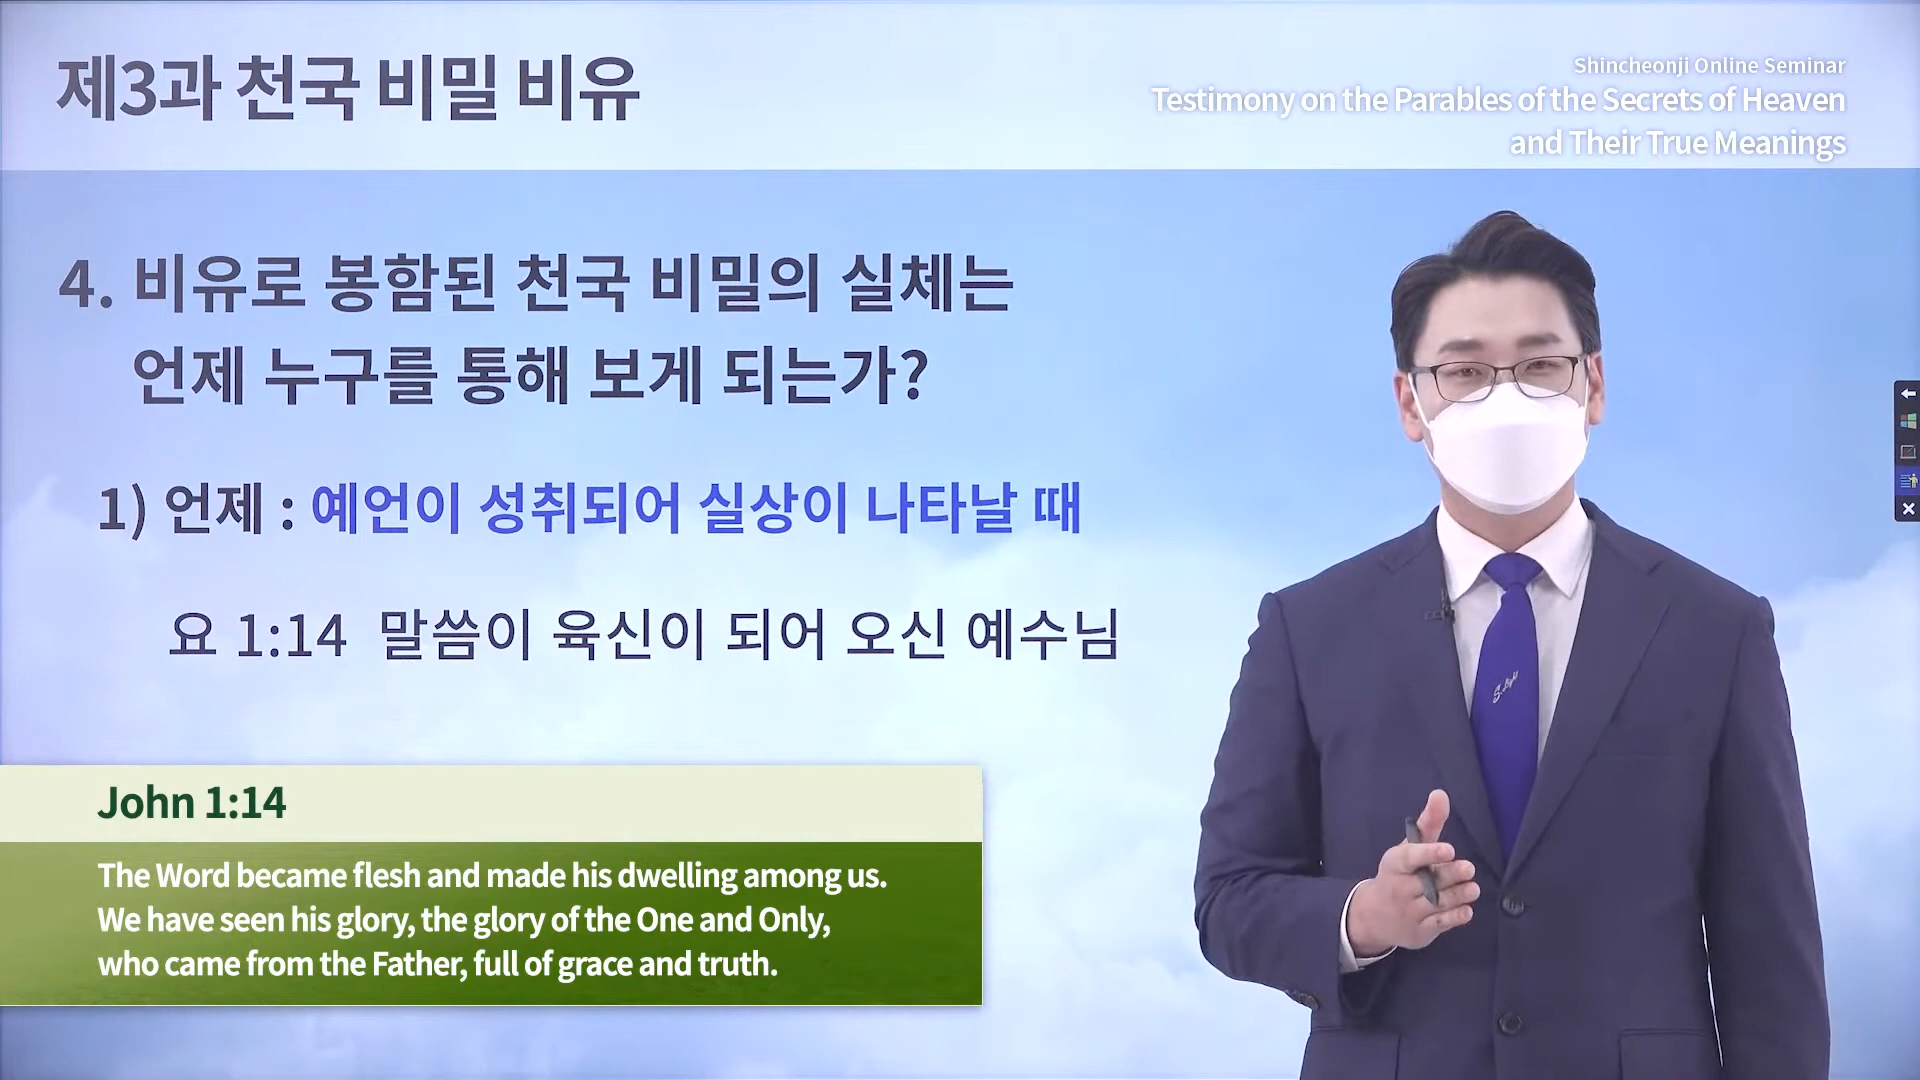 제3과 천국 비밀 비유
Shincheonji Online Seminar
Testimony on the Parables of the Secrets of Heaven
and Their True Meanings
4. 비유로 봉함된 천국 비밀의 실체는
언제 누구를 통해 보게 되는가?
1) 언제 : 예언이 성취되어 실상이 나타날 때
요 1:14 말씀이 육신이 되어 오신 예수님
John 1:14
The Word became flesh and made his dwelling among us.
We have seen his glory, the glory of the One and Only,
who came from the Father, full of grace and truth.